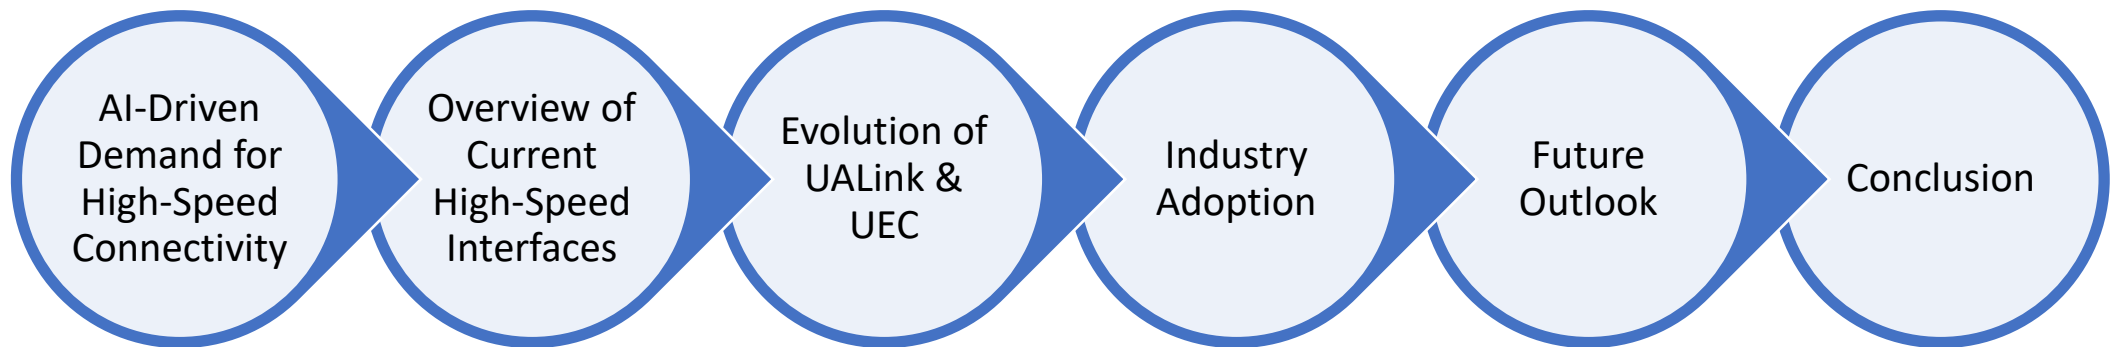 AI-Driven
Demand for
High-Speed
Connectivity
Overview of
Current
High-Speed
Interfaces
Evolution of
UALink &
UEC
Industry
Adoption
Future
Outlook
Conclusion